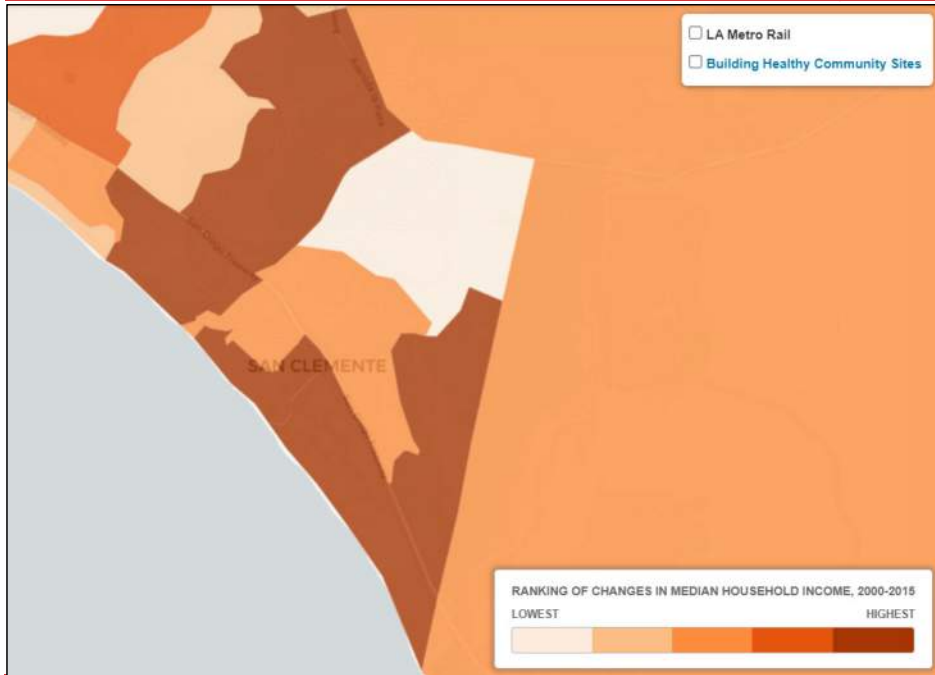 LA Metro Rail
Building Healthy Community Sites
SAN CLEMENTE
RANKING OF CHANGES IN MEDIAN HOUSEHOLD INCOME, 2000-2015
LOWEST HIGHEST